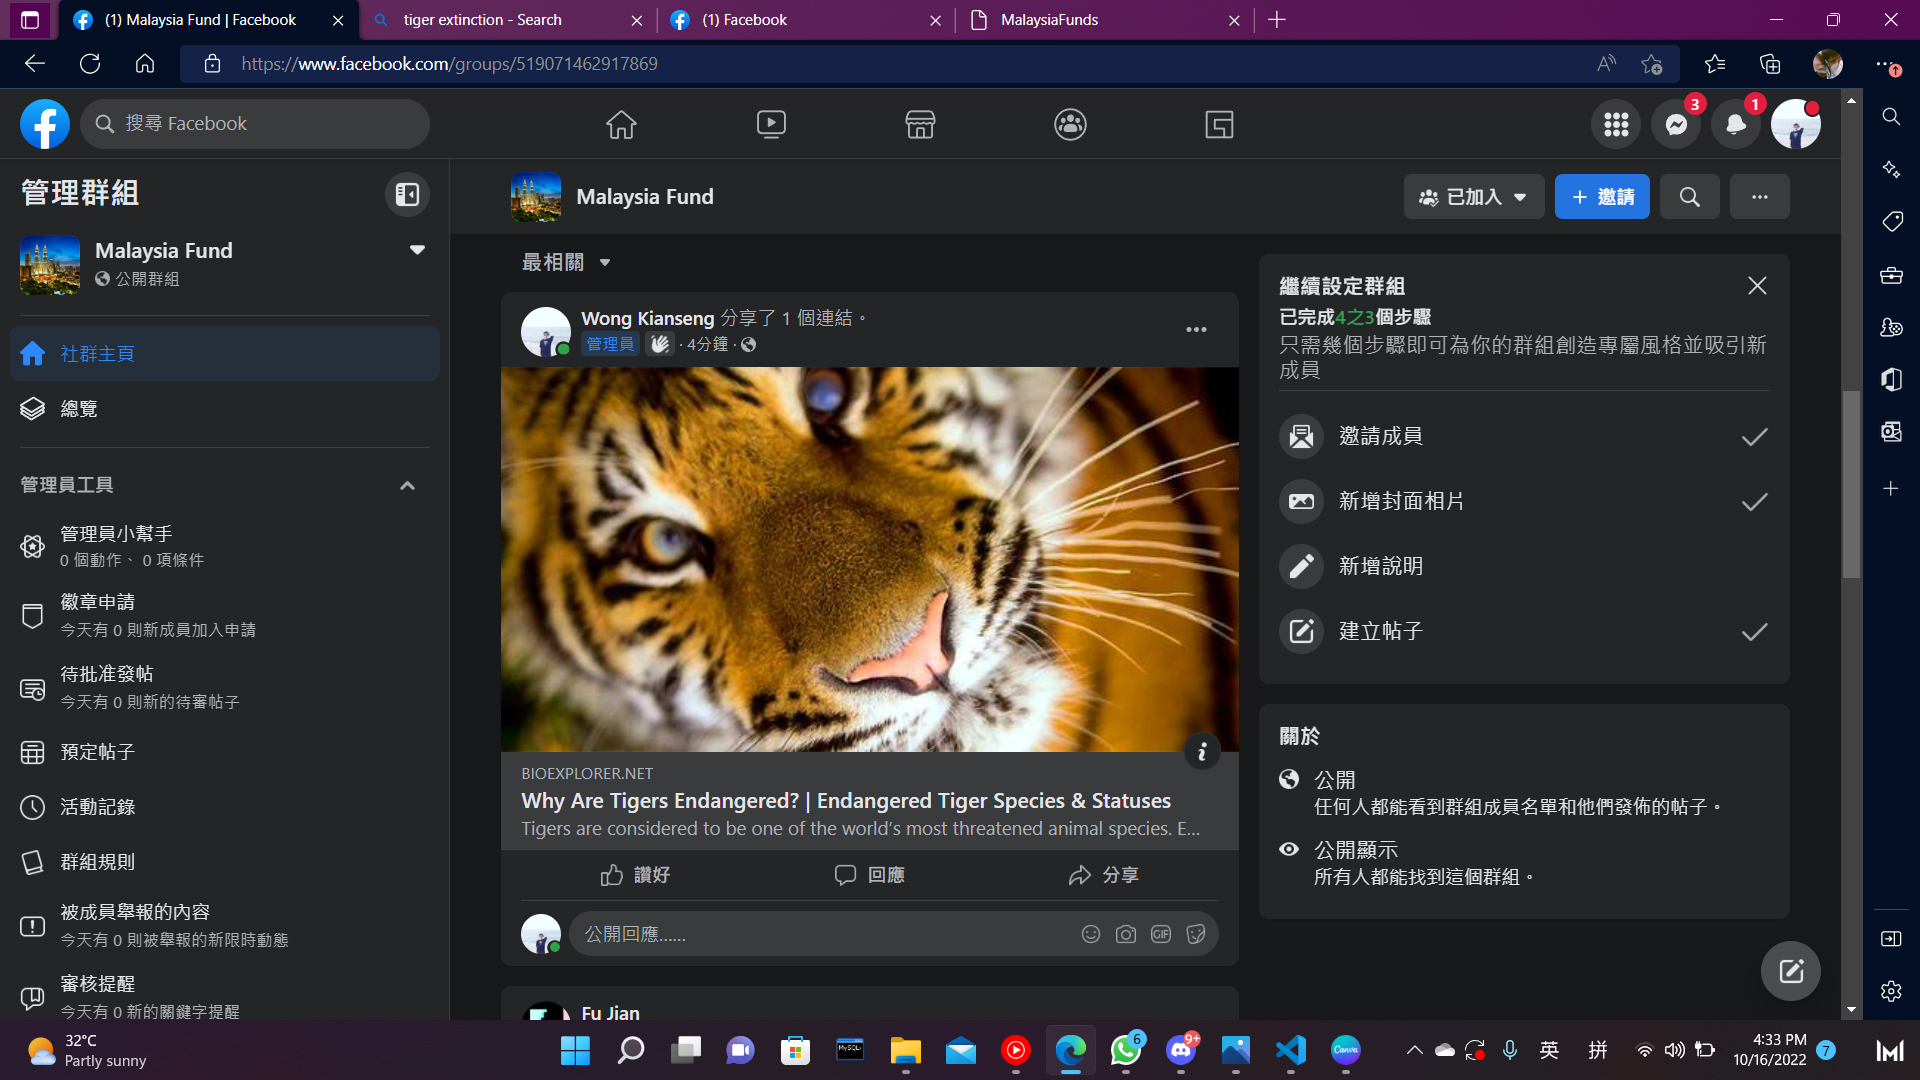 (1) Malaysia Fund | Facebook
tiger extinction - Search
(1) Facebook
MalaysiaFunds
https://www.facebook.com/groups/519071462917869
搜尋 Facebook
3
1
管理群組
Malaysia Fund
公開群組
社群主頁
總覽
管理員工具
管理員小幫手
0 個動作、 0 項條件
徽章申請
今天有 0 則新成員加入申請
待批准發帖
今天有 0 則新的待審帖子
預定帖子
活動記錄
群組規則
被成員舉報的內容
今天有 0 則被舉報的新限時動態
審核提醒
今天有 0 新的關鍵字提醒
Malaysia Fund
已加入
+ 邀請
最相關
Wong Kianseng 分享了 1 個連結。
管理員 · 4分鐘 ·
BIOEXPLORER.NET
Why Are Tigers Endangered? | Endangered Tiger Species & Statuses
Tigers are considered to be one of the world’s most threatened animal species. E...
讚好
回應
分享
公開回應......
GIF
Fu Jian
繼續設定群組
已完成4之3個步驟
只需幾個步驟即可為你的群組創造專屬風格並吸引新
成員
邀請成員
新增封面相片
新增說明
建立帖子
關於
公開
任何人都能看到群組成員名單和他們發佈的帖子。
公開顯示
所有人都能找到這個群組。
32°C
Partly sunny
MySQL
6
9+
Canva
英
拼
4:33 PM
10/16/2022
7